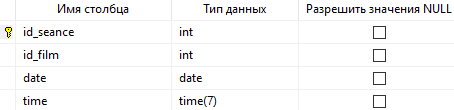 Имя столбца Тип данных Разрешить значения NULL
id_seance int
id_film int
date date
time time(7)